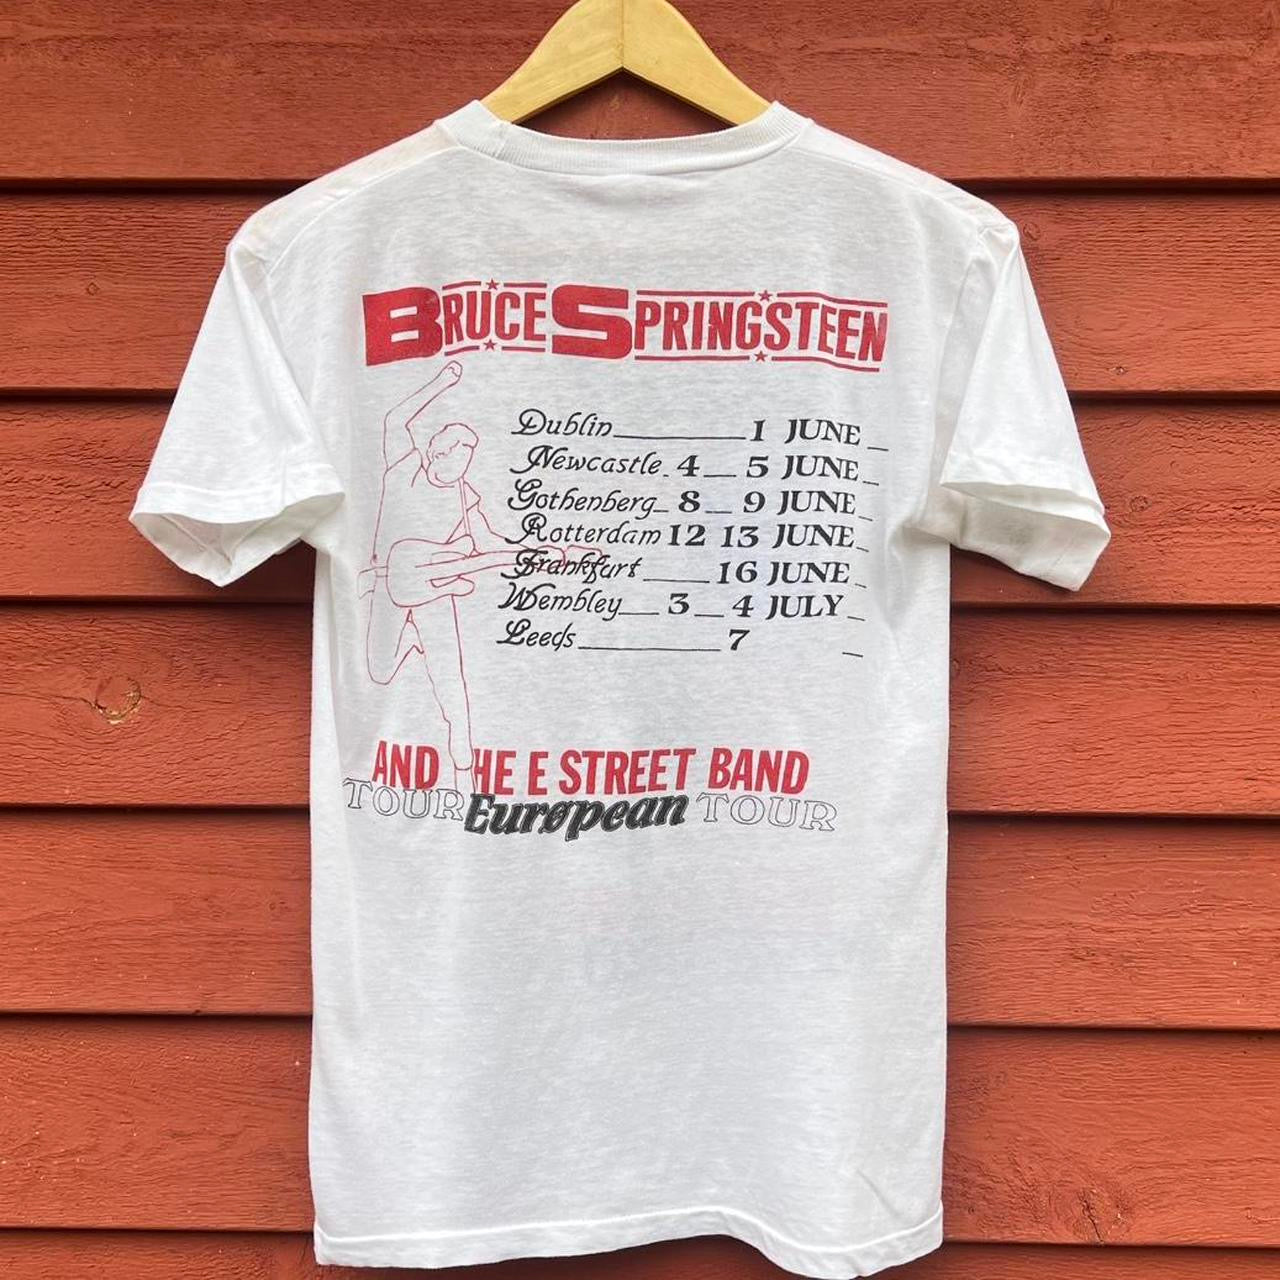 BRUCE SPRINGSTEEN
Dublin 1 JUNE
Newcastle 4 5 JUNE
Gothenberg 8 9 JUNE
Rotterdam 12 13 JUNE
Frankfurt 16 JUNE
Wembley 3 4 JULY
Leeds 7
AND HE E STREET BAND
TOUR European TOUR